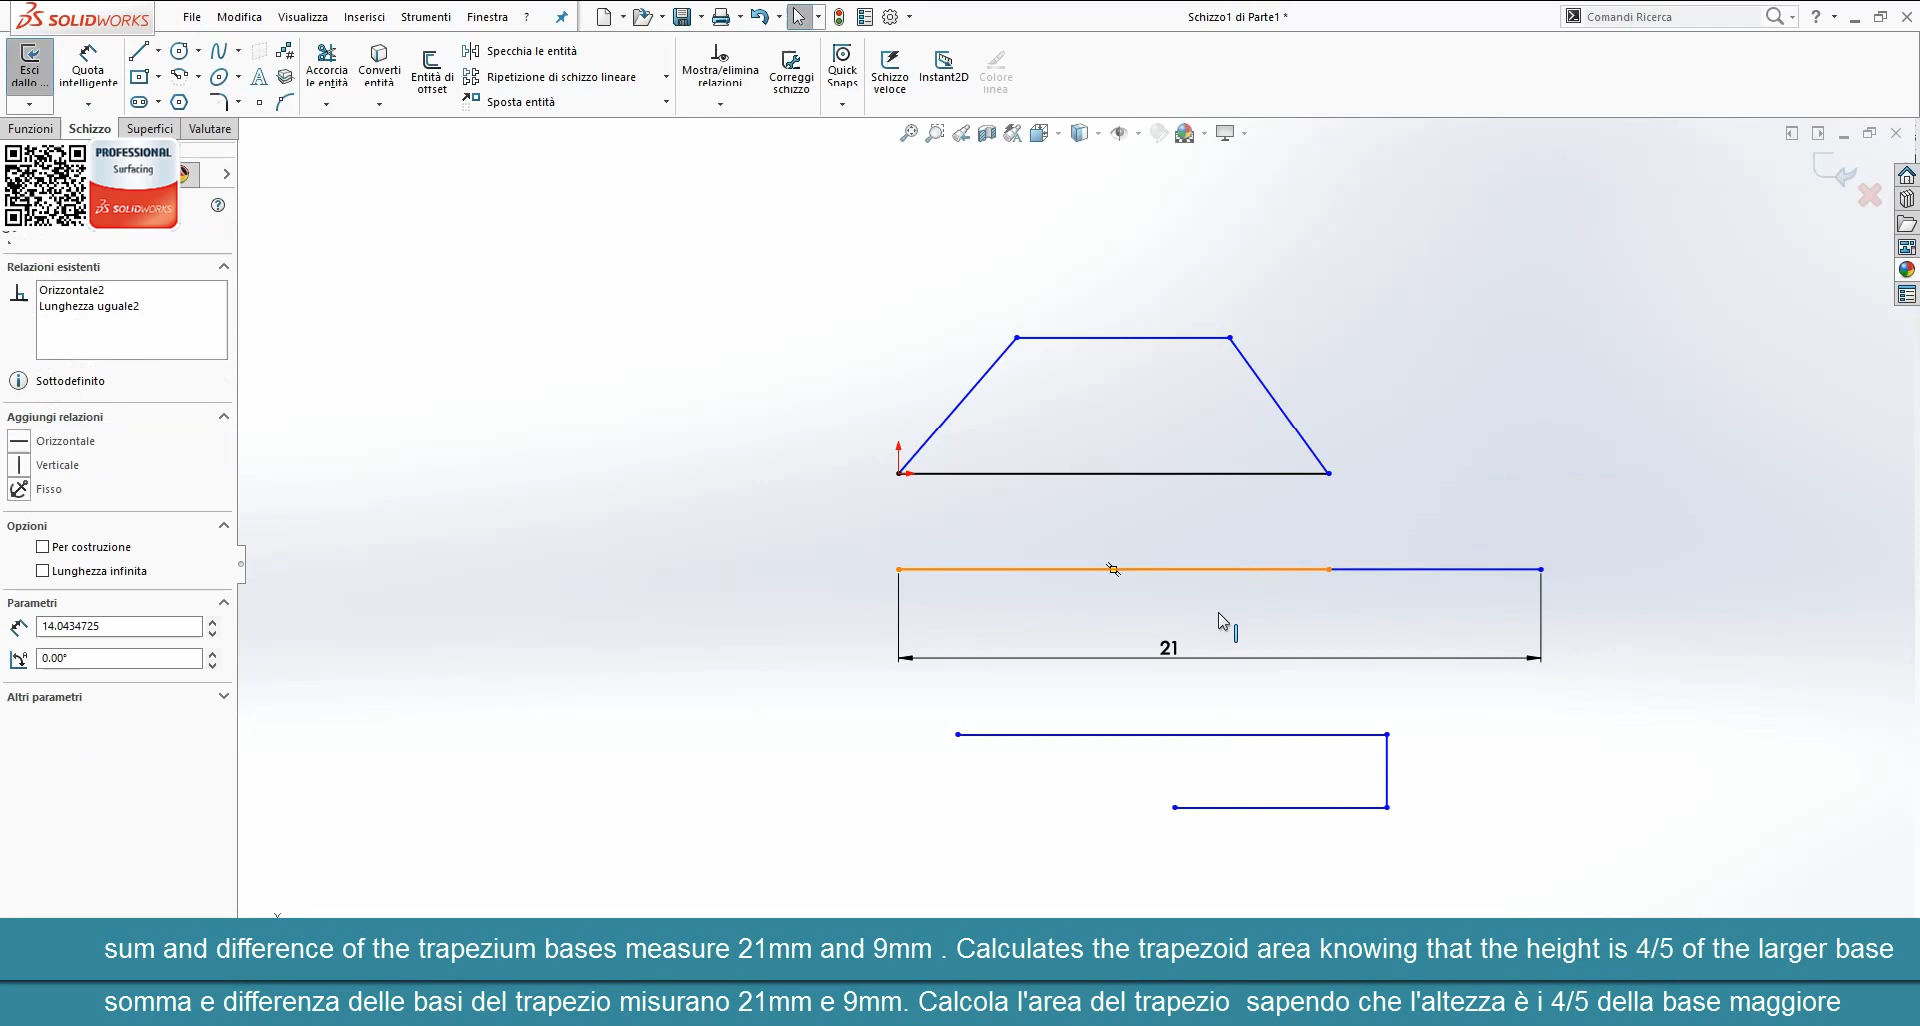 SOLIDWORKS File Modifica Visualizza Inserisci Strumenti Finestra ? Schizzo1 di Parte1 * Comandi Ricerca ?
Esci dallo ...
Quota intelligente
Accorcia le entità
Converti entità
Entità di offset
Specchia le entità
Ripetizione di schizzo lineare
Sposta entità
Mostra/elimina relazioni
Correggi schizzo
Quick Snaps
Schizzo veloce
Instant2D
Colore linea
Funzioni Schizzo Superfici Valutare
PROFESSIONAL
Surfacing
SOLIDWORKS
Relazioni esistenti
Orizzontale2
Lunghezza uguale2
Sottodefinito
Aggiungi relazioni
Orizzontale
Verticale
Fisso
Opzioni
Per costruzione
Lunghezza infinita
Parametri
14.0434725
0.00°
Altri parametri
21
sum and difference of the trapezium bases measure 21mm and 9mm . Calculates the trapezoid area knowing that the height is 4/5 of the larger base
somma e differenza delle basi del trapezio misurano 21mm e 9mm. Calcola l'area del trapezio  sapendo che l'altezza è i 4/5 della base maggiore